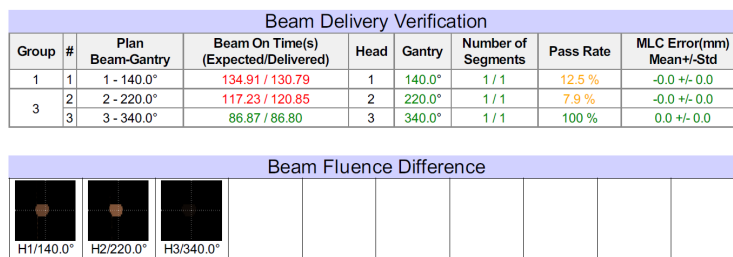 Beam Delivery Verification
Group # Plan Beam-Gantry Beam On Time(s) (Expected/Delivered) Head Gantry Number of Segments Pass Rate MLC Error(mm) Mean+/-Std
1 1 1 - 140.0° 134.91 / 130.79 1 140.0° 1 / 1 12.5 % -0.0 +/- 0.0
3 2 2 - 220.0° 117.23 / 120.85 2 220.0° 1 / 1 7.9 % -0.0 +/- 0.0
3 3 - 340.0° 86.87 / 86.80 3 340.0° 1 / 1 100 % 0.0 +/- 0.0
Beam Fluence Difference
H1/140.0° H2/220.0° H3/340.0°